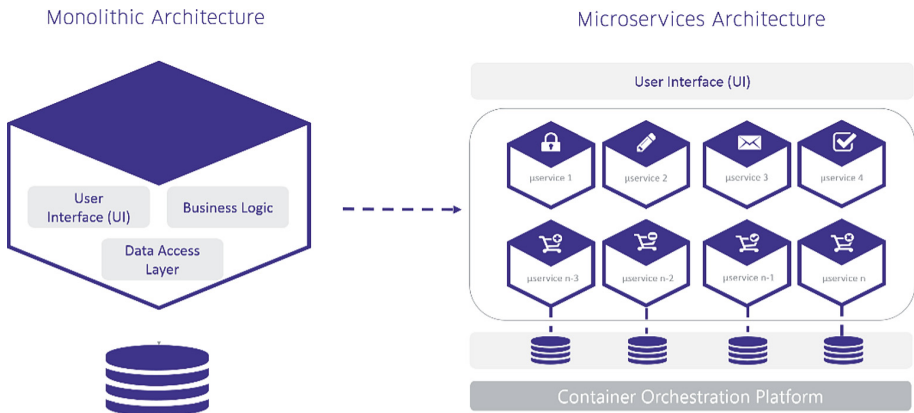 Monolithic Architecture
User
Interface (UI)
Business Logic
Data Access
Layer
Microservices Architecture
User Interface (UI)
µservice 1
µservice 2
µservice 3
µservice 4
µservice n-3
µservice n-2
µservice n-1
µservice n
Container Orchestration Platform